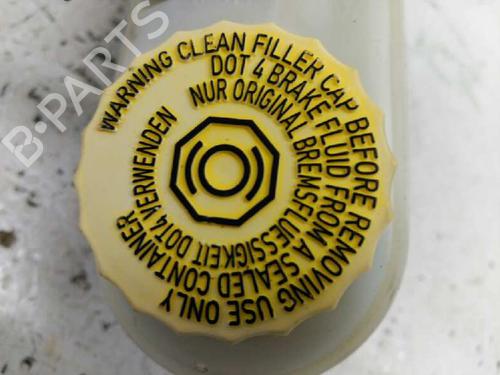 WARNING CLEAN FILLER CAP BEFORE REMOVING USE ONLY
DOT 4 BRAKE FLUID FROM A SEALED CONTAINER
NUR ORIGINAL BREMSFLUESSIGKEIT DOT4 VERWENDEN
B-PARTS